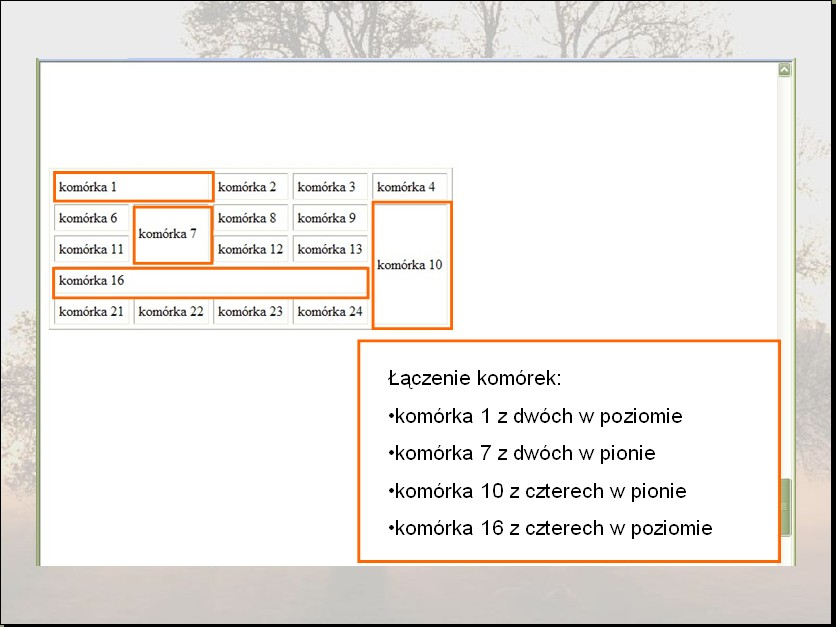 komórka 1 komórka 2 komórka 3 komórka 4
komórka 6 komórka 7 komórka 8 komórka 9 komórka 10
komórka 11 komórka 12 komórka 13
komórka 16
komórka 21 komórka 22 komórka 23 komórka 24
Łączenie komórek:
•komórka 1 z dwóch w poziomie
•komórka 7 z dwóch w pionie
•komórka 10 z czterech w pionie
•komórka 16 z czterech w poziomie